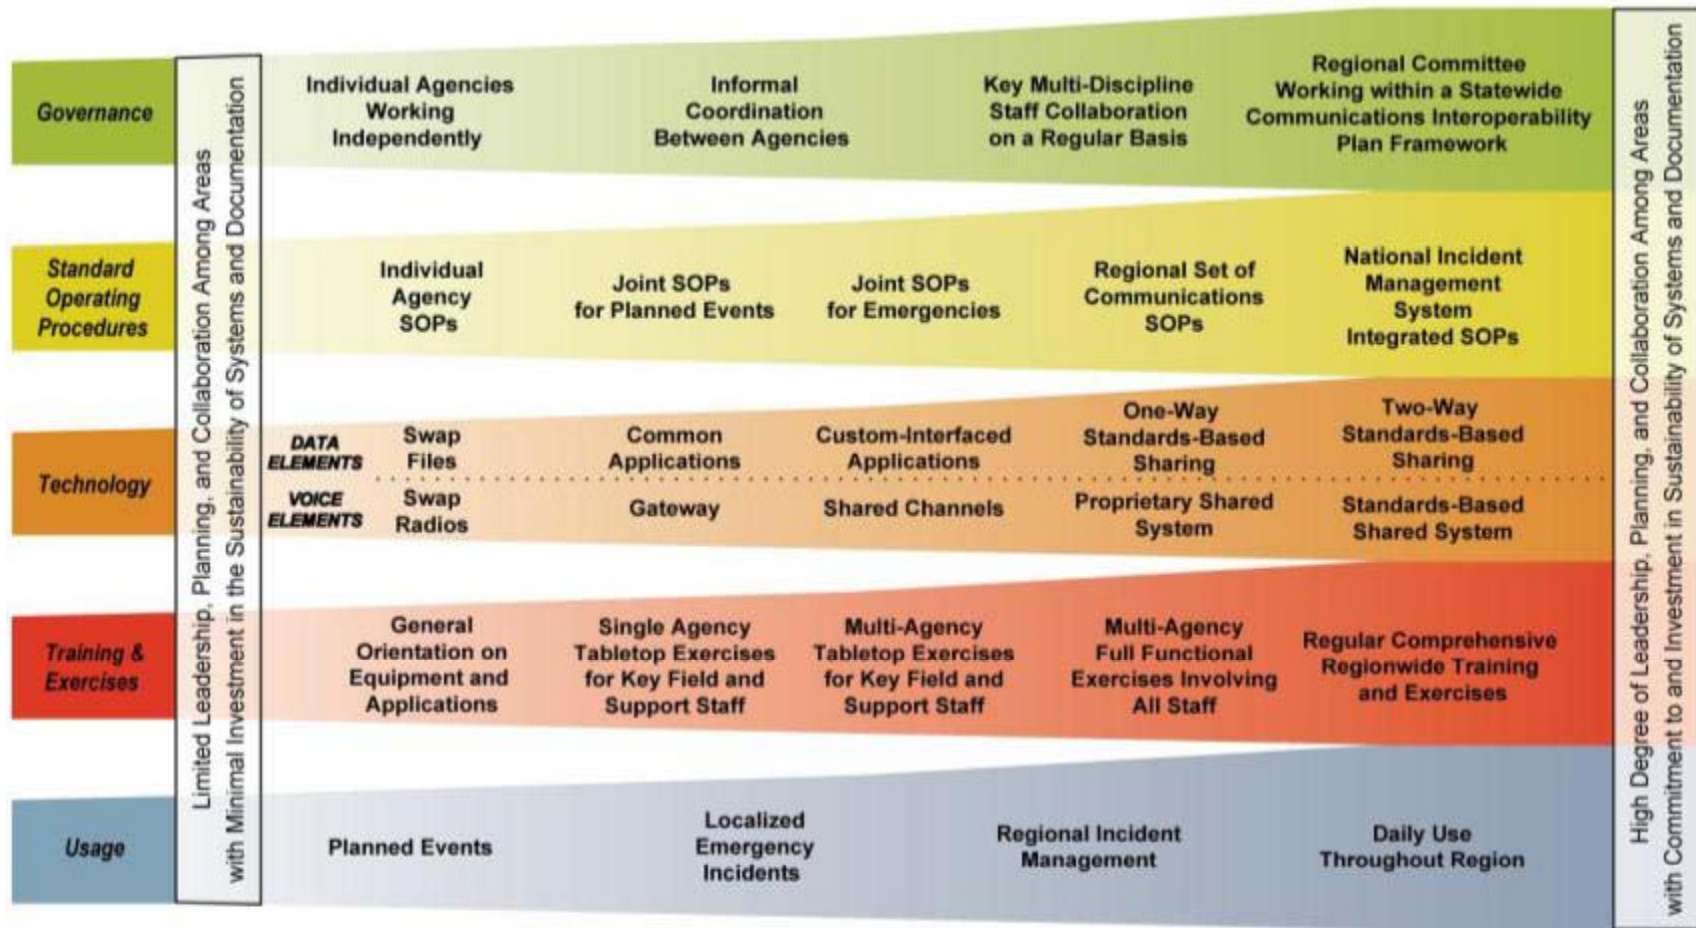 Limited Leadership, Planning, and Collaboration Among Areas
with Minimal Investment in the Sustainability of Systems and Documentation
Governance
Individual Agencies
Working
Independently
Informal
Coordination
Between Agencies
Key Multi-Discipline
Staff Collaboration
on a Regular Basis
Regional Committee
Working within a Statewide
Communications Interoperability
Plan Framework
Standard
Operating
Procedures
Individual
Agency
SOPs
Joint SOPs
for Planned Events
Joint SOPs
for Emergencies
Regional Set of
Communications
SOPs
National Incident
Management
System
Integrated SOPs
Technology
DATA
ELEMENTS
Swap
Files
Common
Applications
Custom-Interfaced
Applications
One-Way
Standards-Based
Sharing
Two-Way
Standards-Based
Sharing
VOICE
ELEMENTS
Swap
Radios
Gateway
Shared Channels
Proprietary Shared
System
Standards-Based
Shared System
Training &
Exercises
General
Orientation on
Equipment and
Applications
Single Agency
Tabletop Exercises
for Key Field and
Support Staff
Multi-Agency
Tabletop Exercises
for Key Field and
Support Staff
Multi-Agency
Full Functional
Exercises Involving
All Staff
Regular Comprehensive
Regionwide Training
and Exercises
Usage
Planned Events
Localized
Emergency
Incidents
Regional Incident
Management
Daily Use
Throughout Region
High Degree of Leadership, Planning, and Collaboration Among Areas
with Commitment to and Investment in Sustainability of Systems and Documentation